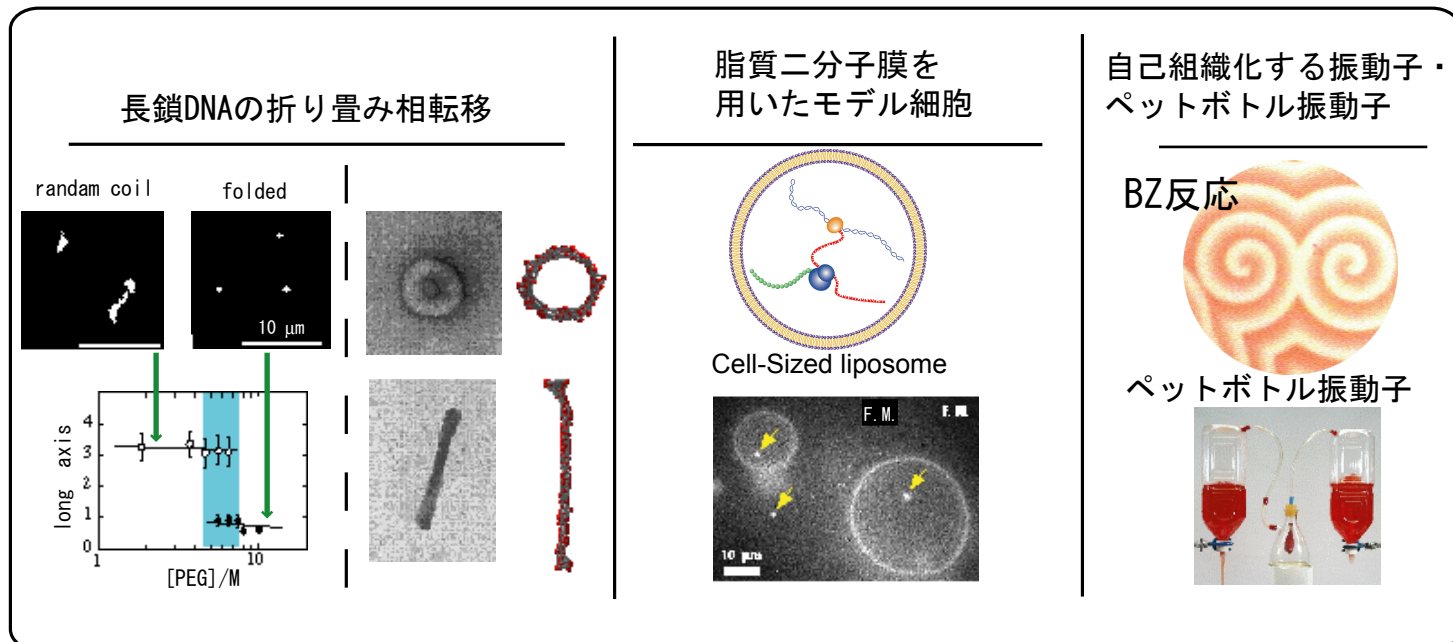 長鎖DNAの折り畳み相転移
randam coil
folded
10 μm
long axis
4
3
2
1
0
1
10
[PEG]/M
脂質二分子膜を
用いたモデル細胞
Cell-Sized liposome
F.M.
F. M.
10 μm
自己組織化する振動子・
ペットボトル振動子
BZ反応
ペットボトル振動子